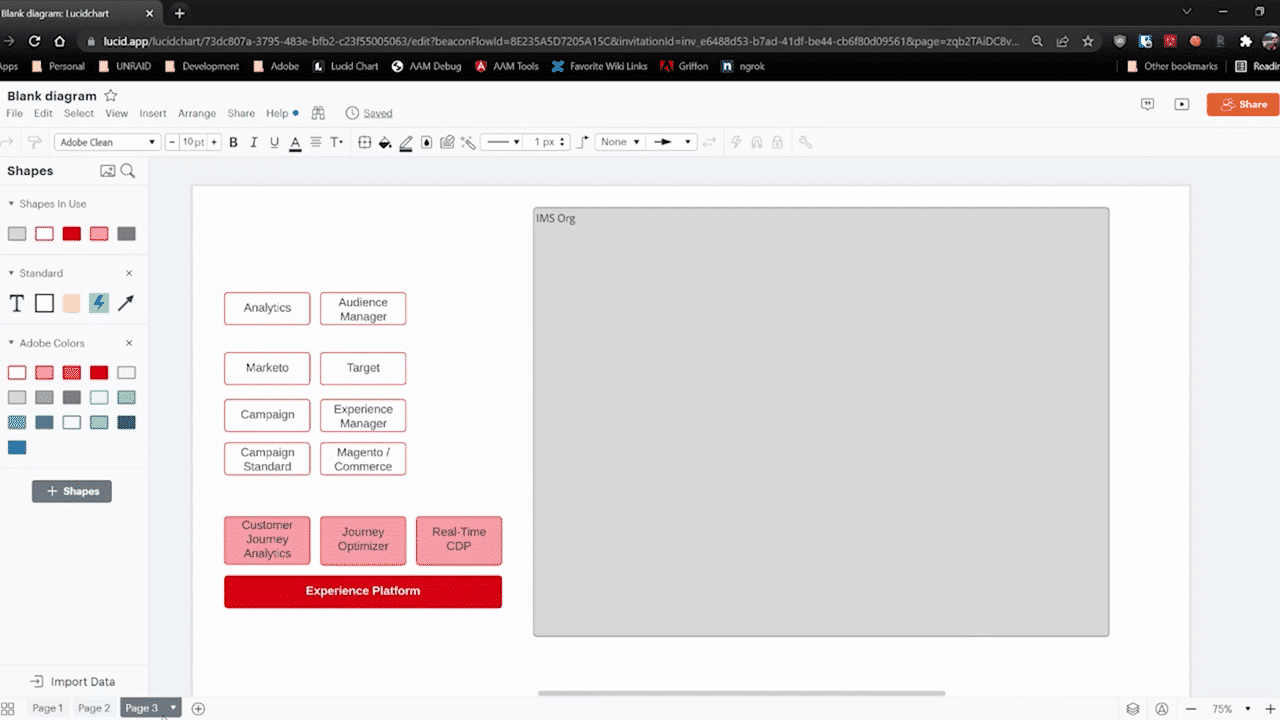 Blank diagram: Lucidchart
lucid.app/lucidchart/73dc807a-3795-483e-bfb2-c23f55005063/edit?beaconFlowId=8E235A5D7205A15C&invitationId=inv_e6488d53-b7ad-41df-be44-cb6f80d09561&page=zqb2TAiDC8v...
Apps Personal UNRAID Development Adobe Lucid Chart AAM Debug AAM Tools Favorite Wiki Links Griffon ngrok Other bookmarks Readin
Blank diagram
File Edit Select View Insert Arrange Share Help Saved
Share
Adobe Clean 10 pt B I U A T 1 px None
Shapes
Shapes In Use
Standard
T
Adobe Colors
+ Shapes
Import Data
IMS Org
Analytics
Audience
Manager
Marketo
Target
Campaign
Experience
Manager
Campaign
Standard
Magento /
Commerce
Customer
Journey
Analytics
Journey
Optimizer
Real-Time
CDP
Experience Platform
Page 1 Page 2 Page 3 75%